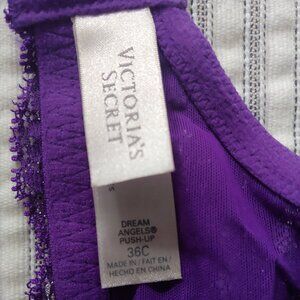 VICTORIA'S
SECRET
DREAM
ANGELS®
PUSH-UP
36C
MADE IN / FAIT EN /
HECHO EN CHINA